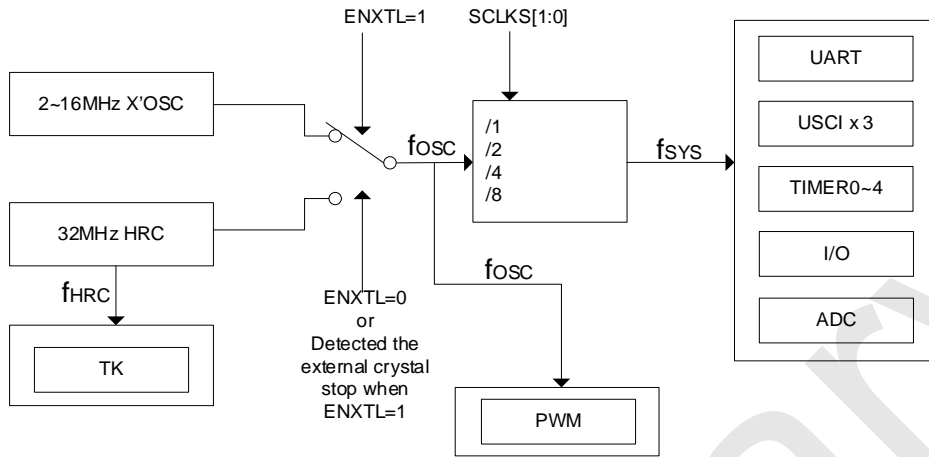 ENXTL=1
SCLKS[1:0]
2~16MHz X'OSC
32MHz HRC
fHRC
TK
ENXTL=0
or
Detected the
external crystal
stop when
ENXTL=1
fOSC
/1
/2
/4
/8
fOSC
PWM
fSYS
UART
USCI x 3
TIMER0~4
I/O
ADC